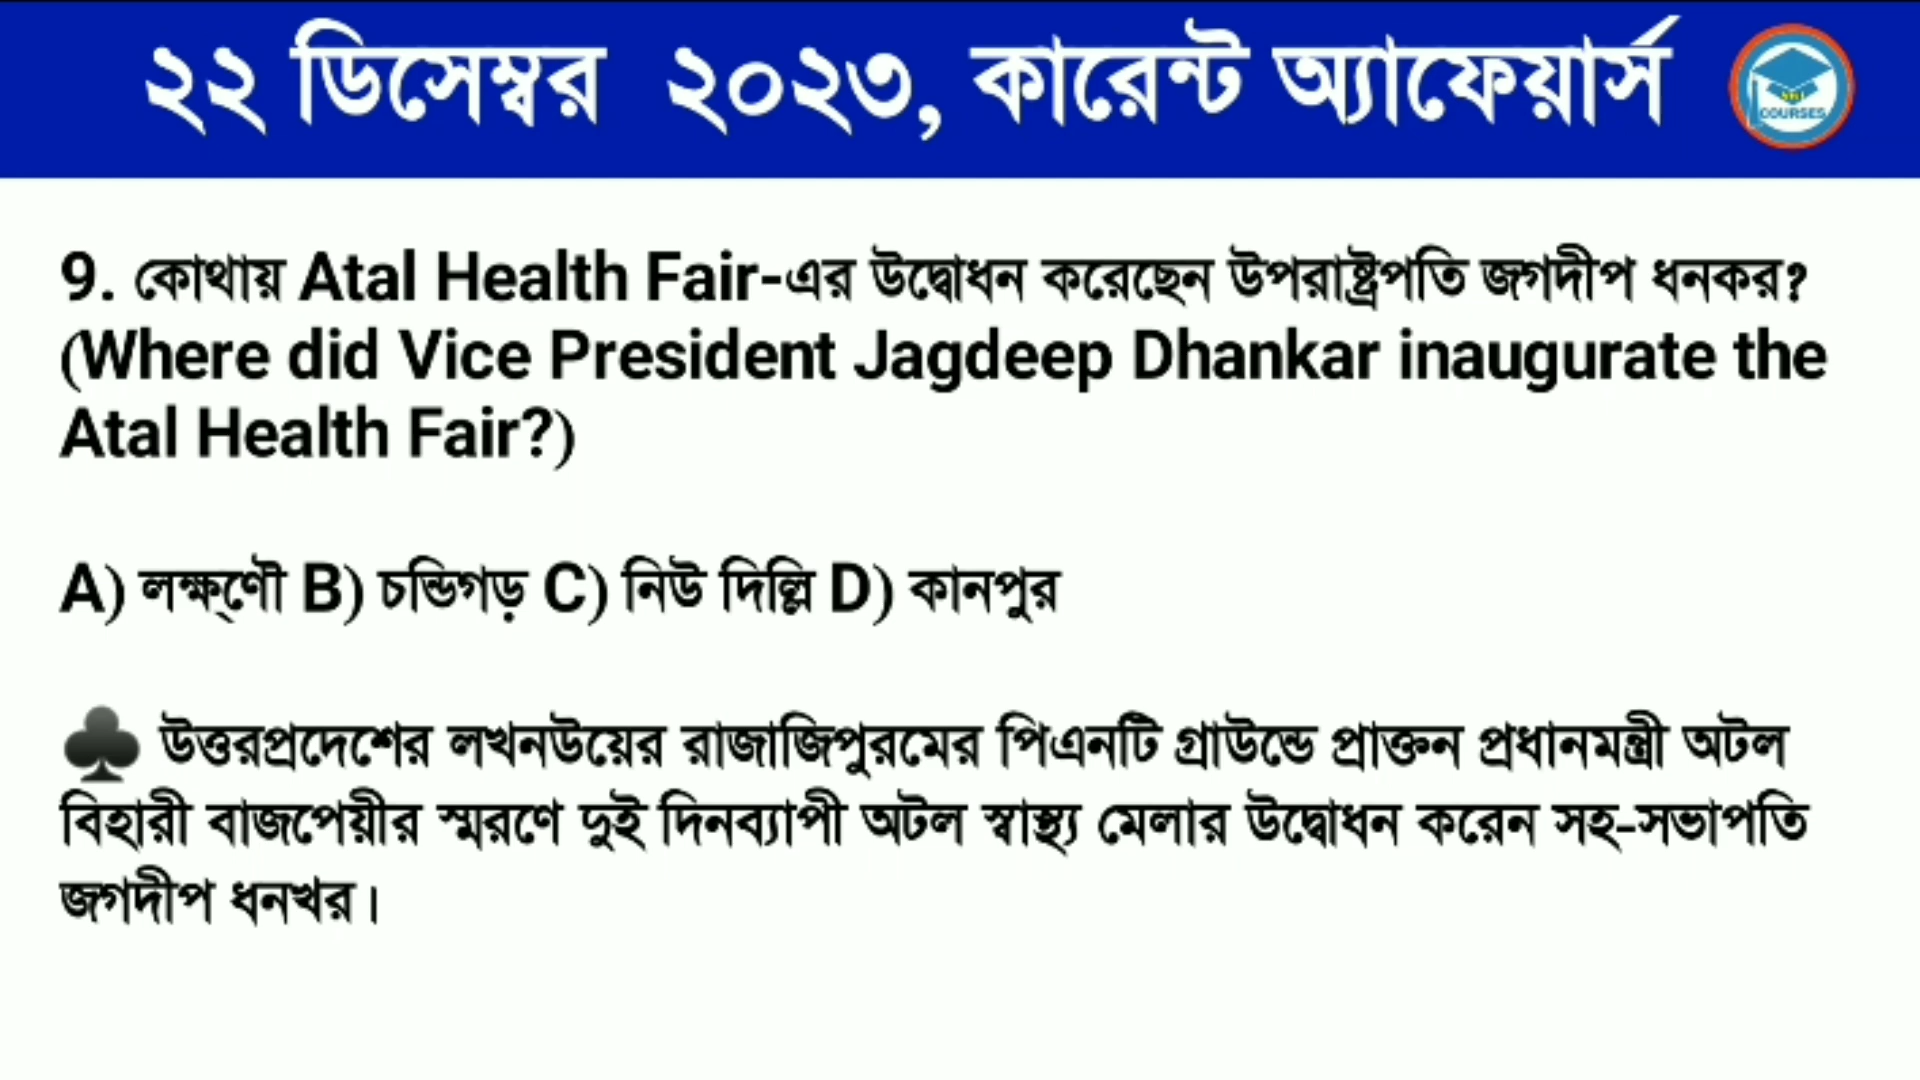 ২২ ডিসেম্বর ২০২৩, কারেন্ট অ্যাফেয়ার্স
COURSES
9. কোথায় Atal Health Fair-এর উদ্বোধন করেছেন উপরাষ্ট্রপতি জগদীপ ধনকর?
(Where did Vice President Jagdeep Dhankar inaugurate the
Atal Health Fair?)
A) লক্ষ্ণৌ B) চন্ডিগড় C) নিউ দিল্লি D) কানপুর
♣ উত্তরপ্রদেশের লখনউয়ের রাজাজিপুরমের পিএনটি গ্রাউন্ডে প্রাক্তন প্রধানমন্ত্রী অটল
বিহারী বাজপেয়ীর স্মরণে দুই দিনব্যাপী অটল স্বাস্থ্য মেলার উদ্বোধন করেন সহ-সভাপতি
জগদীপ ধনখর।